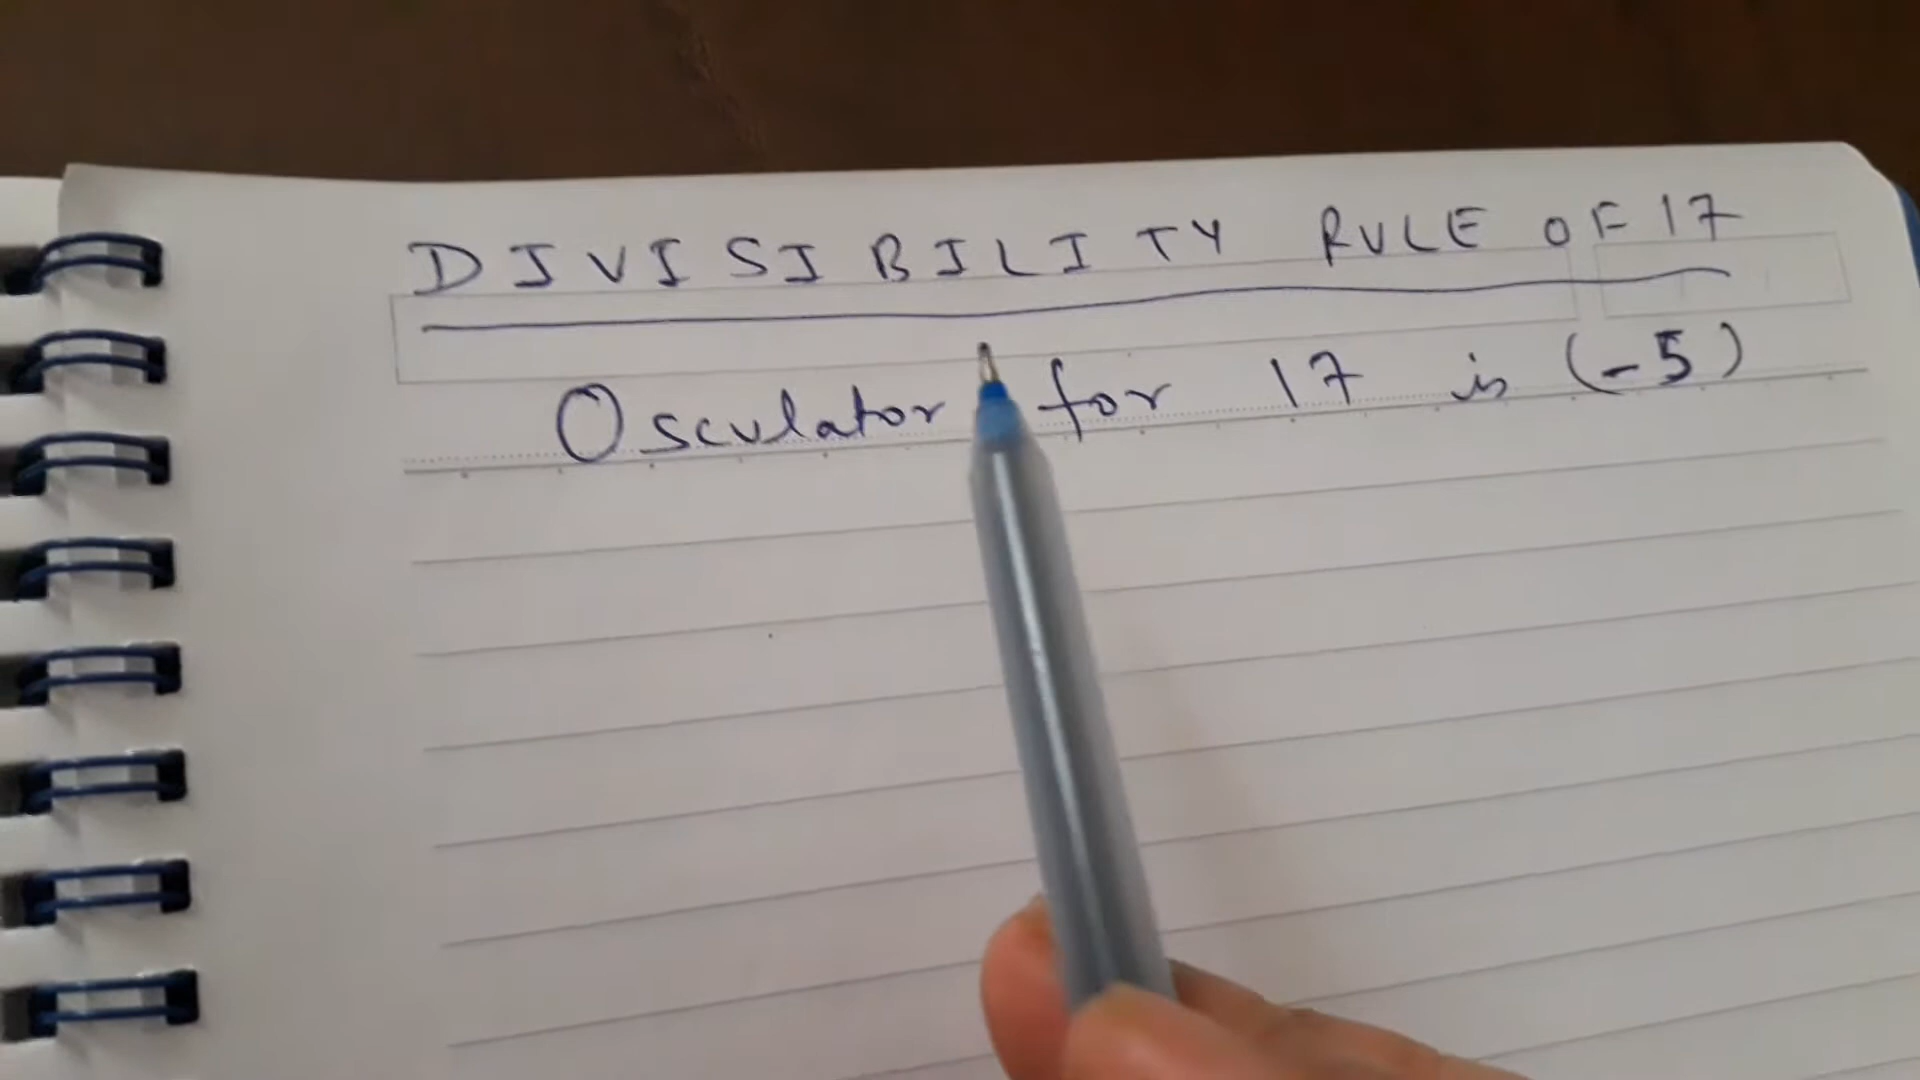 DIVISIBILITY RULE OF 17
Osculator for 17 is (-5)